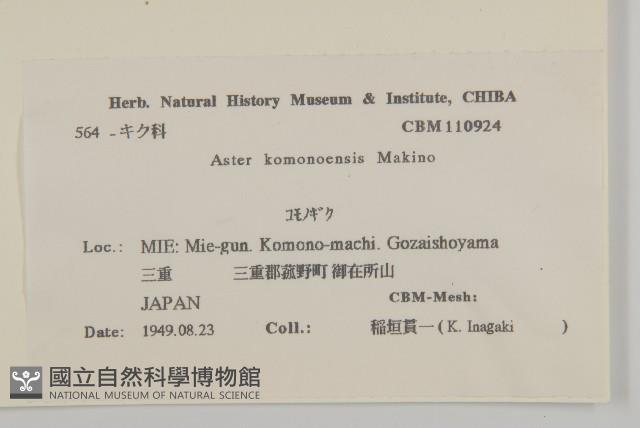 Herb. Natural History Museum & Institute, CHIBA
564 - キク科 CBM 110924
Aster komonoensis Makino
ｺﾓﾉｷﾞｸ
Loc.: MIE: Mie-gun. Komono-machi. Gozaishoyama
三重 三重郡菰野町 御在所山
JAPAN CBM-Mesh:
Date: 1949.08.23 Coll.: 稲垣貫一 ( K. Inagaki )
國立自然科學博物館
NATIONAL MUSEUM OF NATURAL SCIENCE